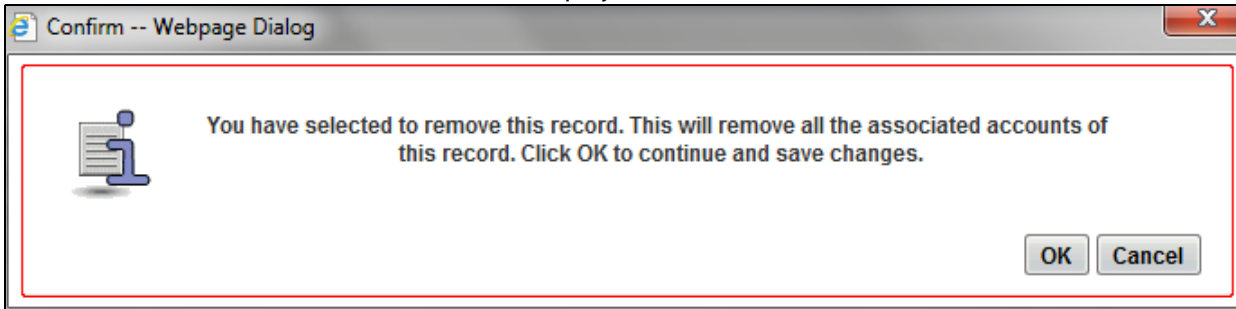 Confirm -- Webpage Dialog
You have selected to remove this record. This will remove all the associated accounts of
this record. Click OK to continue and save changes.
OK Cancel